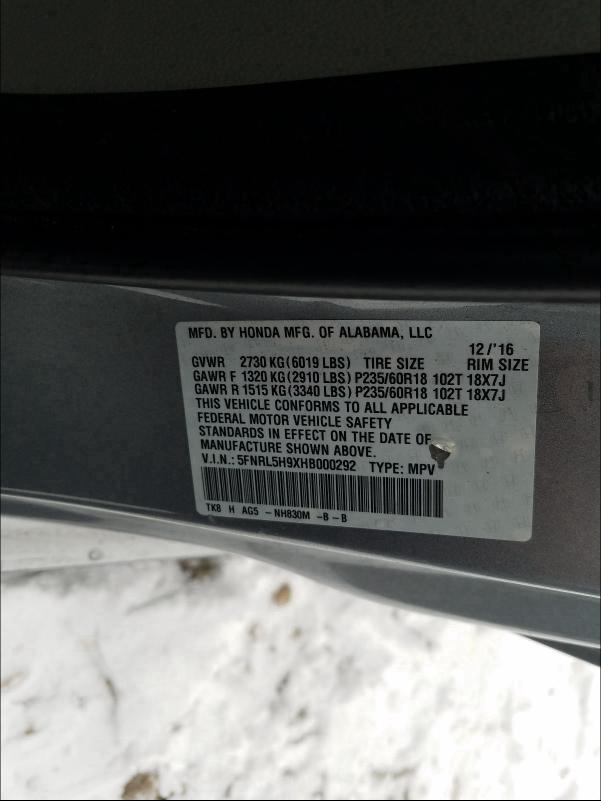 MFD. BY HONDA MFG. OF ALABAMA, LLC
12/'16
GVWR 2730 KG (6019 LBS) TIRE SIZE RIM SIZE
GAWR F 1320 KG (2910 LBS) P235/60R18 102T 18X7J
GAWR R 1515 KG (3340 LBS) P235/60R18 102T 18X7J
THIS VEHICLE CONFORMS TO ALL APPLICABLE
FEDERAL MOTOR VEHICLE SAFETY
STANDARDS IN EFFECT ON THE DATE OF
MANUFACTURE SHOWN ABOVE.
V.I.N.: 5FNRL5H9XHB000292 TYPE: MPV
TK8 H AG5 -NH830M -B-B